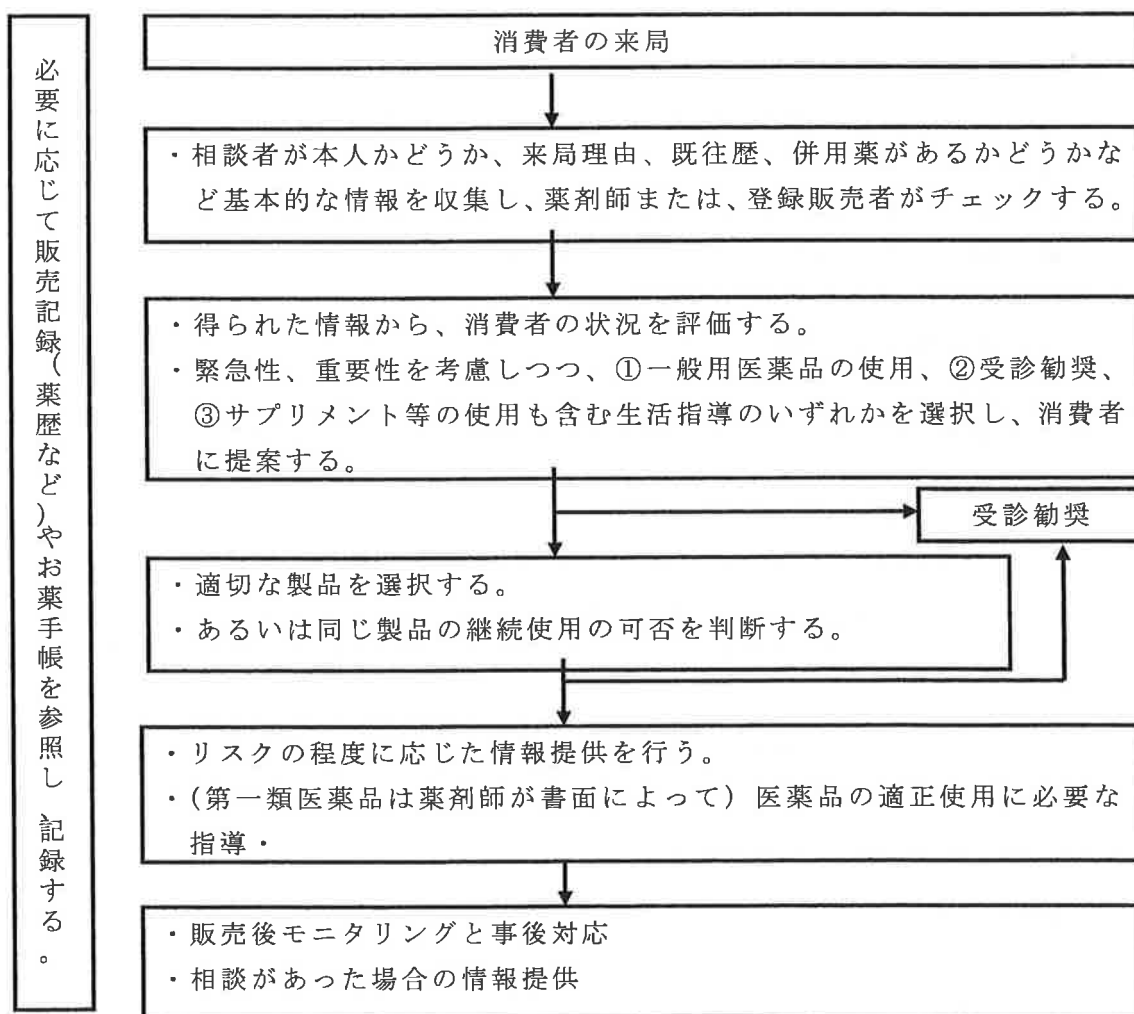 必要に応じて販売記録(薬歴など)やお薬手帳を参照し 記録する。
消費者の来局
・相談者が本人かどうか、来局理由、既往歴、併用薬があるかどうかな
ど基本的な情報を収集し、薬剤師または、登録販売者がチェックする。
・得られた情報から、消費者の状況を評価する。
・緊急性、重要性を考慮しつつ、①一般用医薬品の使用、②受診勧奨、
③サプリメント等の使用も含む生活指導のいずれかを選択し、消費者
に提案する。
受診勧奨
・適切な製品を選択する。
・あるいは同じ製品の継続使用の可否を判断する。
・リスクの程度に応じた情報提供を行う。
・(第一類医薬品は薬剤師が書面によって) 医薬品の適正使用に必要な
指導・
・販売後モニタリングと事後対応
・相談があった場合の情報提供